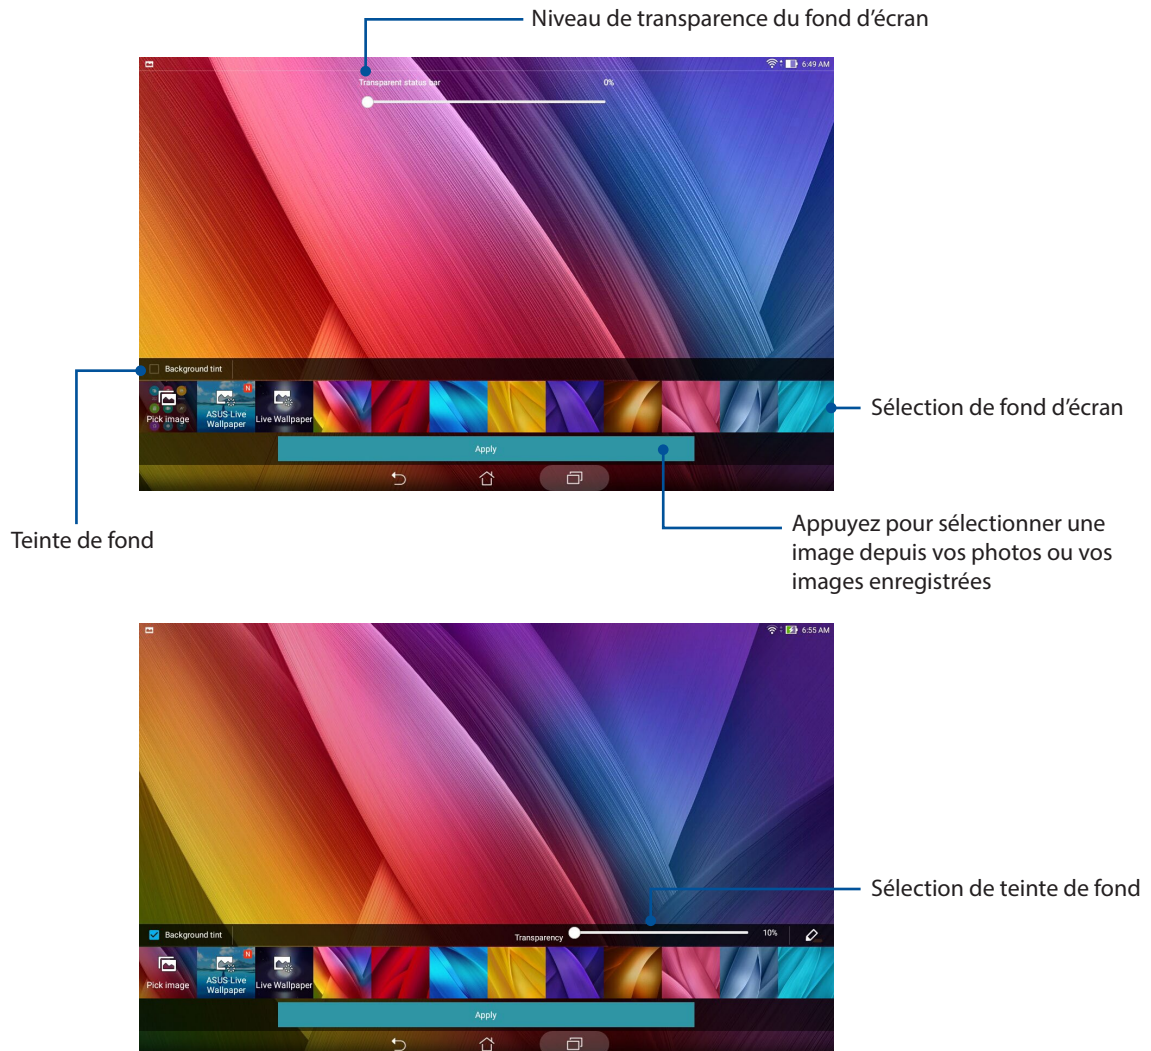 Niveau de transparence du fond d'écran
6:49 AM
Transparent status bar 0%
Background tint
Pick image
ASUS Live
Wallpaper
N
Live Wallpaper
Sélection de fond d'écran
Apply
Teinte de fond
Appuyez pour sélectionner une
image depuis vos photos ou vos
images enregistrées
6:55 AM
Sélection de teinte de fond
Background tint
Transparency 10%
Pick image
ASUS Live
Wallpaper
N
Live Wallpaper
Apply